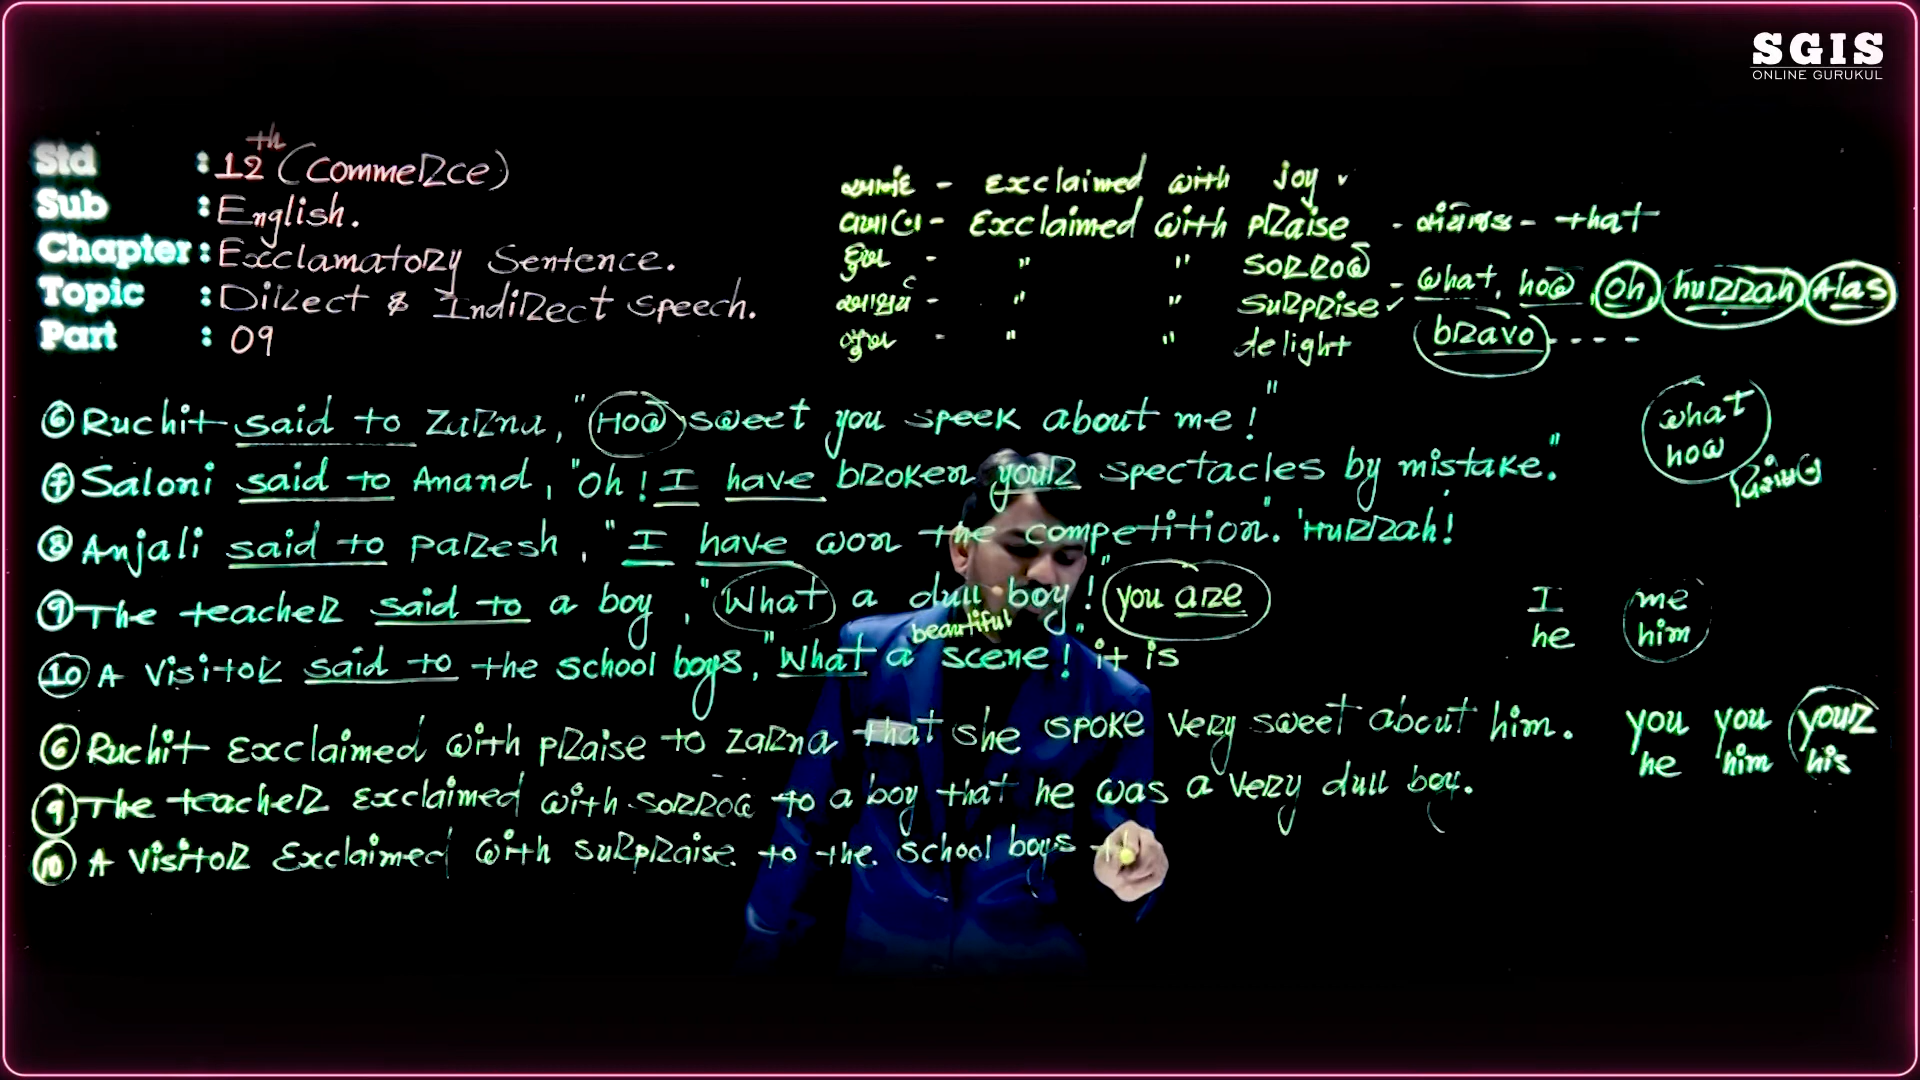 SGIS
ONLINE GURUKUL
Std : 12th (Commerce)
Sub : English.
Chapter : Exclamatory Sentence.
Topic : Direct & Indirect speech.
Part : 09
આનંદ - Exclaimed with joy ✓
વખાણ - Exclaimed with praise - સંયોજક - that
દુઃખ - " " sorrow - what, how, oh, hurrah, Alas
આશ્ચર્ય - " " surprise ✓ bravo - - - -
- " " delight
⑥ Ruchit said to Zarna, "How sweet you speek about me!"
⑦ Saloni said to Anand, "Oh! I have broken your spectacles by mistake."
⑧ Anjali said to paresh, "I have won the competition". 'Hurrah!
⑨ The teacher said to a boy, "What a dull boy!" you are
⑩ A visitor said to the school boys, "What a beautiful scene!" it is
what
how
I me
he him
⑥ Ruchit Exclaimed with praise to Zarna that she spoke very sweet about him.
you you your
he him his
⑨ The teacher Exclaimed with sorrow to a boy that he was a very dull boy.
⑩ A visitor Exclaimed with surpraise to the school boys